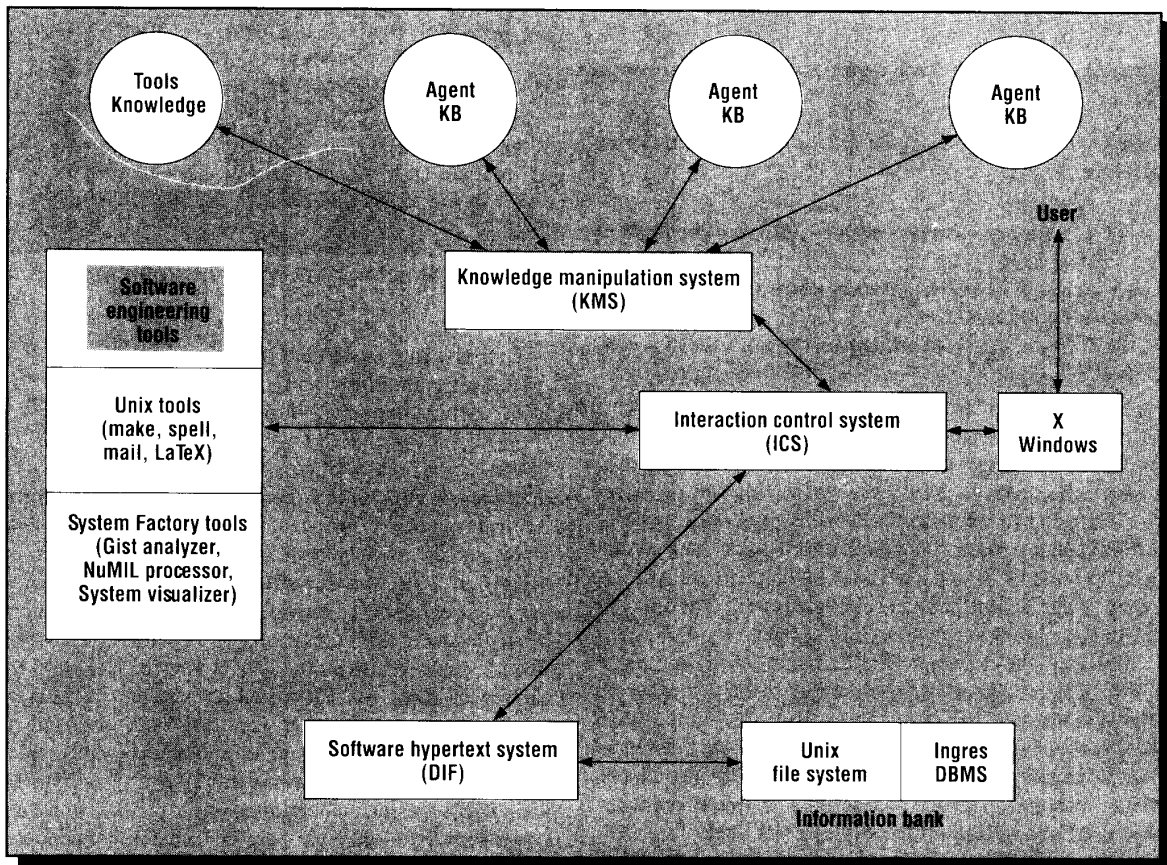 Tools
Knowledge
Agent
KB
Agent
KB
Agent
KB
User
Knowledge manipulation system
(KMS)
Software
engineering
tools
Unix tools
(make, spell,
mail, LaTeX)
System Factory tools
(Gist analyzer,
NuMIL processor,
System visualizer)
Interaction control system
(ICS)
X
Windows
Software hypertext system
(DIF)
Unix
file system
Ingres
DBMS
Information bank